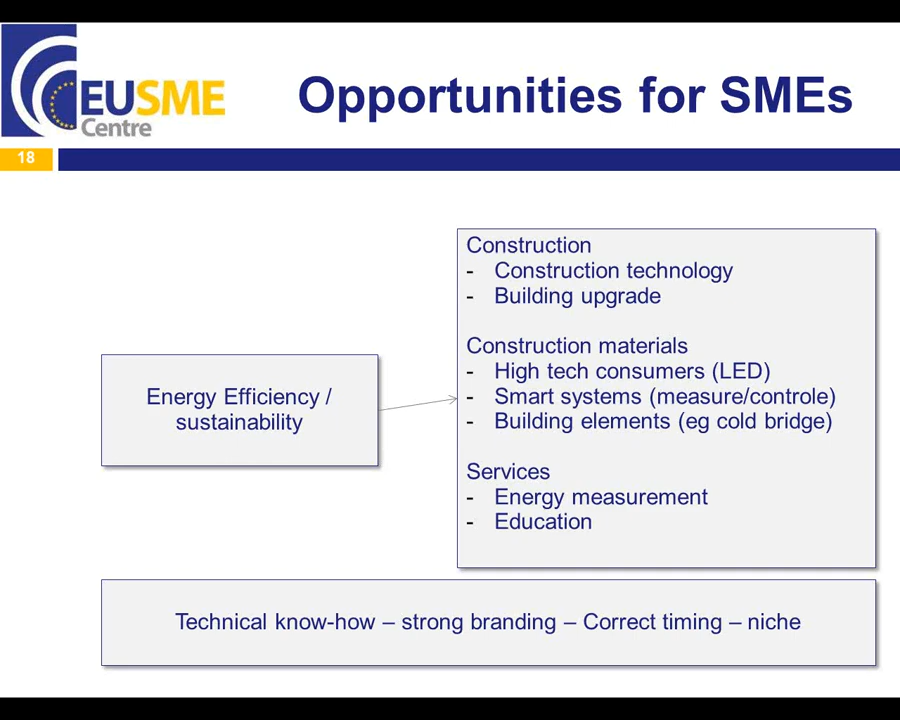 EUSME
Centre
Opportunities for SMEs
18
Construction
- Construction technology
- Building upgrade
Construction materials
- High tech consumers (LED)
- Smart systems (measure/controle)
- Building elements (eg cold bridge)
Services
- Energy measurement
- Education
Energy Efficiency /
sustainability
Technical know-how – strong branding – Correct timing – niche